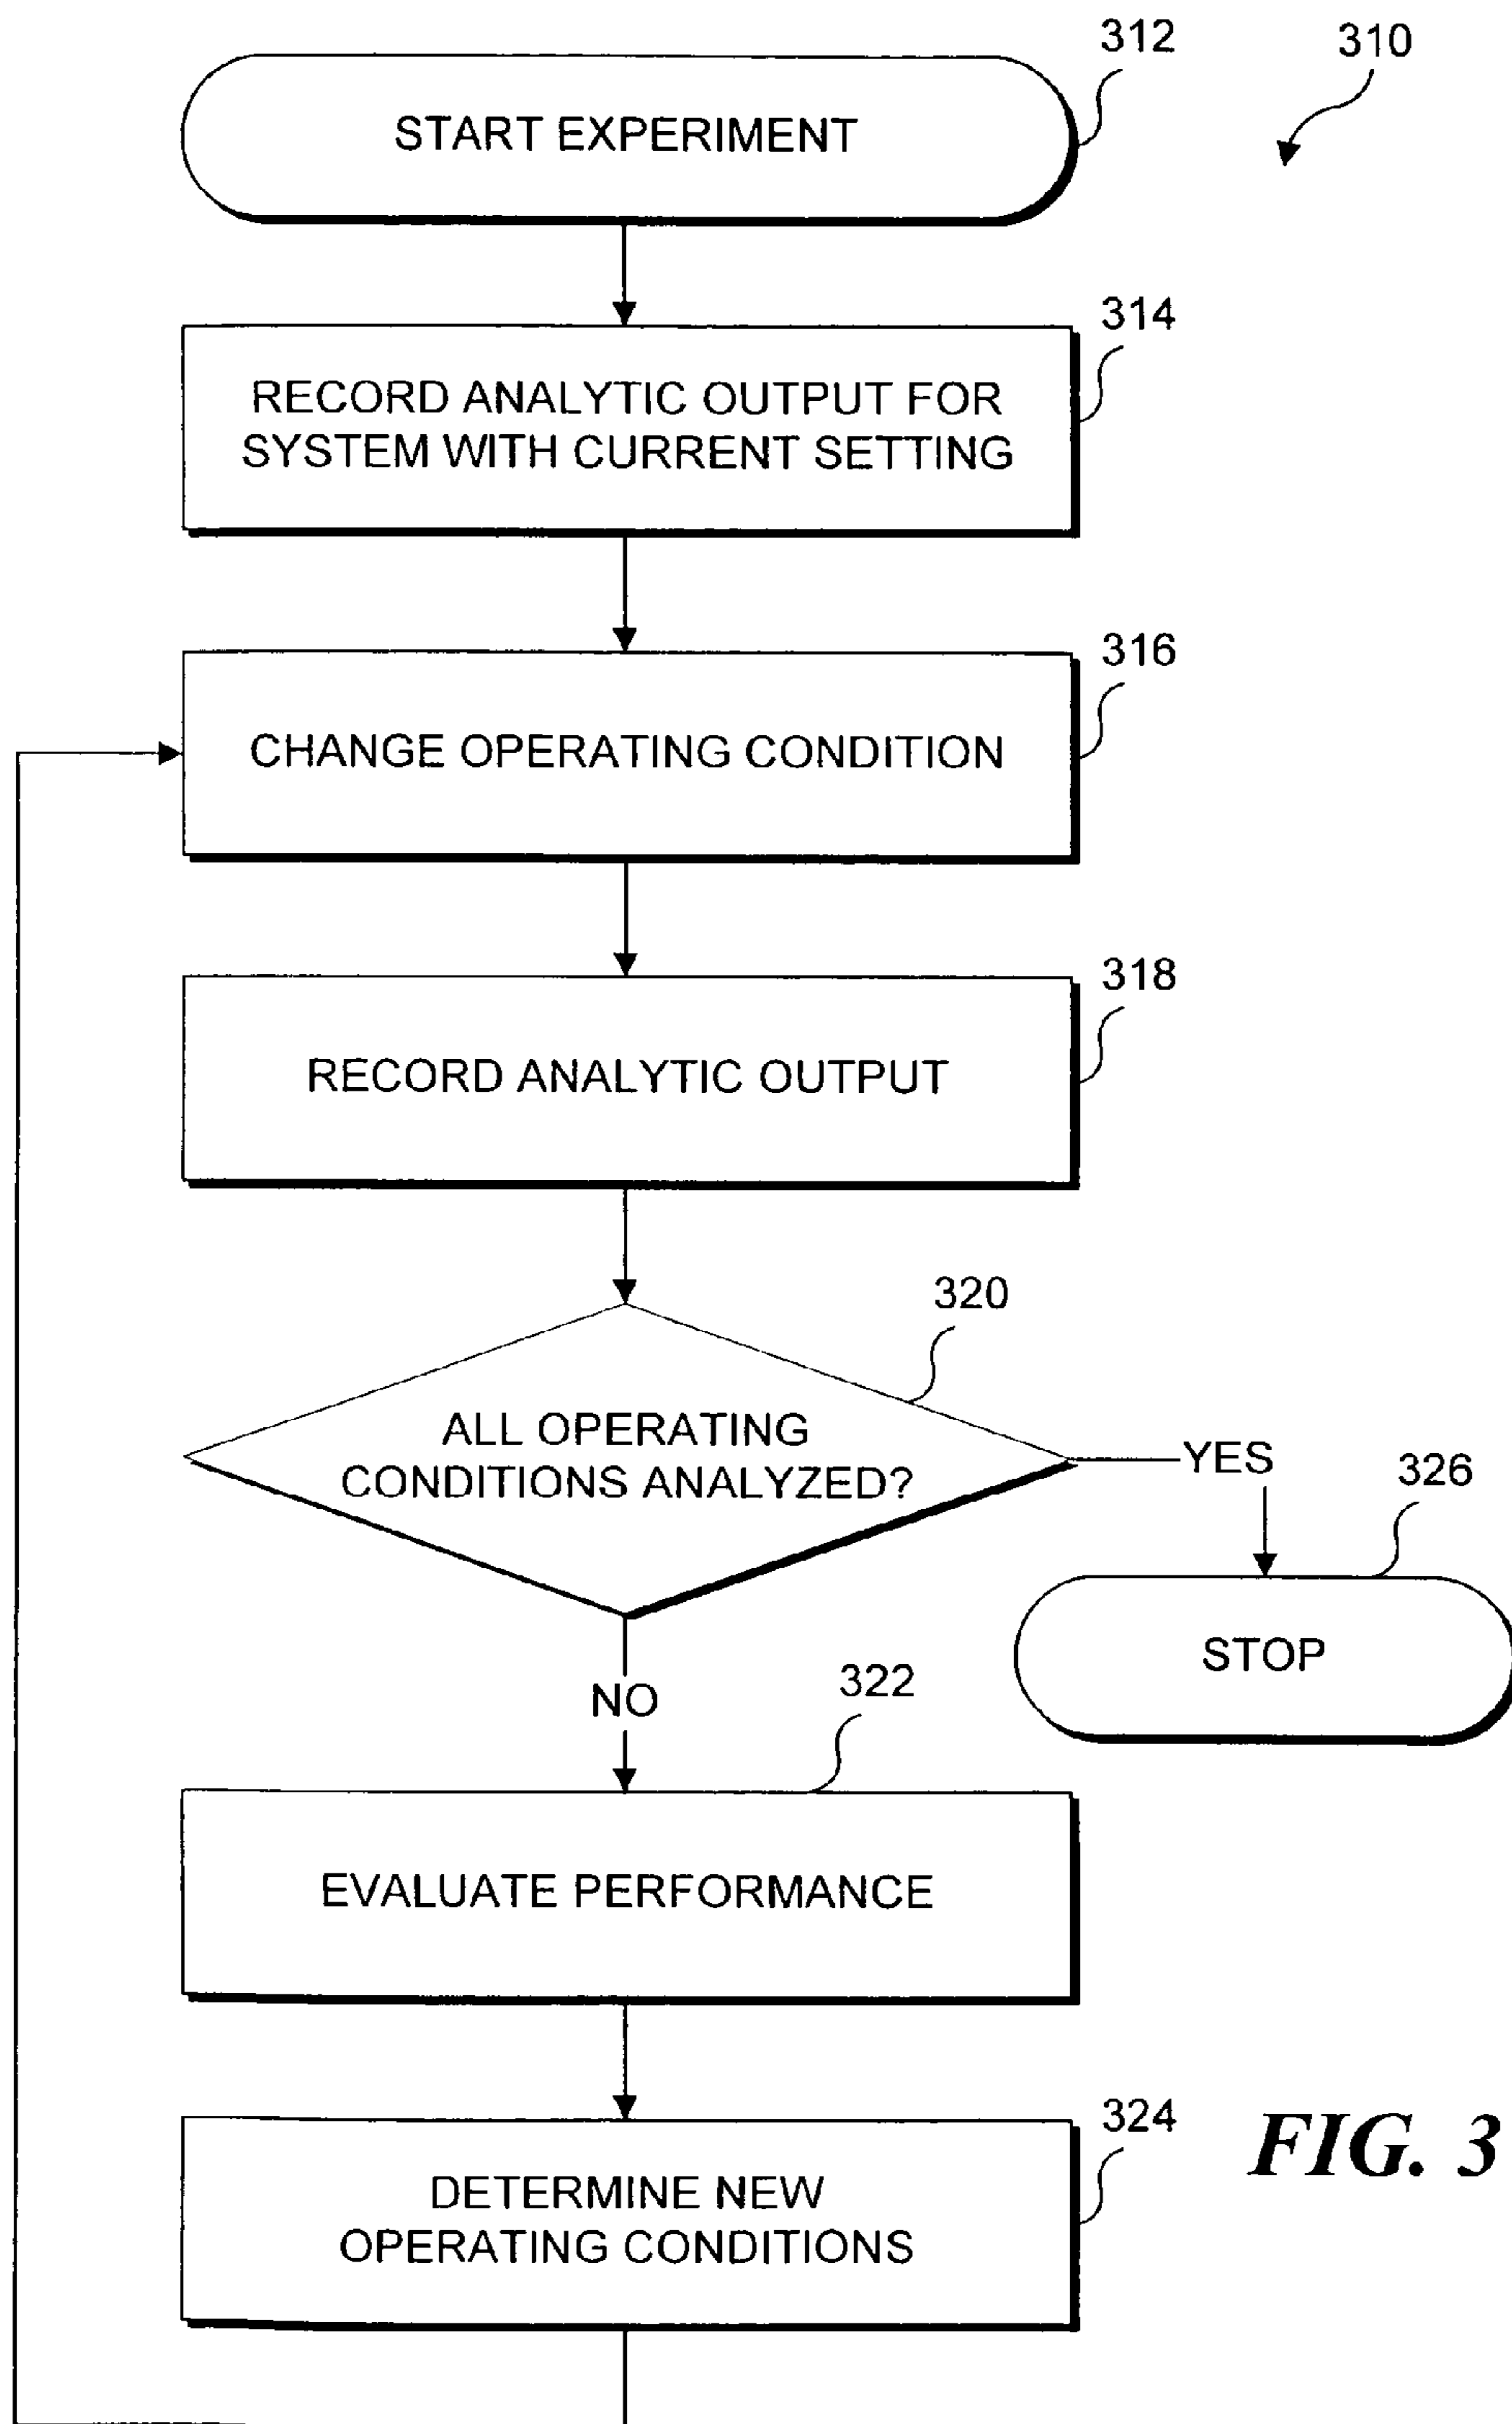 312
310
START EXPERIMENT
314
RECORD ANALYTIC OUTPUT FOR
SYSTEM WITH CURRENT SETTING
316
CHANGE OPERATING CONDITION
318
RECORD ANALYTIC OUTPUT
320
ALL OPERATING
CONDITIONS ANALYZED?
YES
326
STOP
NO
322
EVALUATE PERFORMANCE
324
DETERMINE NEW
OPERATING CONDITIONS
FIG. 3